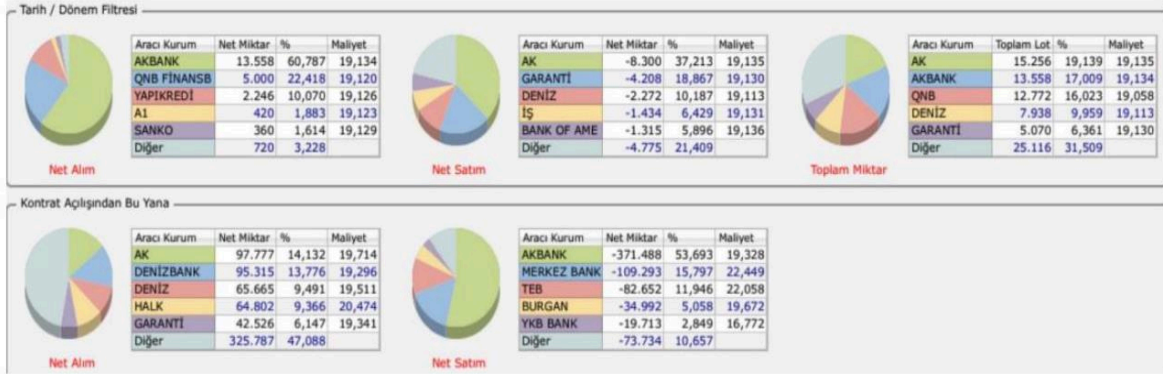 Tarih / Dönem Filtresi
Aracı Kurum Net Miktar % Maliyet
AKBANK 13.558 60,787 19,134
QNB FİNANSB 5.000 22,418 19,120
YAPIKREDİ 2.246 10,070 19,126
A1 420 1,883 19,123
SANKO 360 1,614 19,129
Diğer 720 3,228
Net Alım
Aracı Kurum Net Miktar % Maliyet
AK -8.300 37,213 19,135
GARANTİ -4.208 18,867 19,130
DENİZ -2.272 10,187 19,113
İŞ -1.434 6,429 19,131
BANK OF AME -1.315 5,896 19,136
Diğer -4.775 21,409
Net Satım
Aracı Kurum Toplam Lot % Maliyet
AK 15.256 19,139 19,135
AKBANK 13.558 17,009 19,134
QNB 12.772 16,023 19,058
DENİZ 7.938 9,959 19,113
GARANTİ 5.070 6,361 19,130
Diğer 25.116 31,509
Toplam Miktar
Kontrat Açılışından Bu Yana
Aracı Kurum Net Miktar % Maliyet
AK 97.777 14,132 19,714
DENİZBANK 95.315 13,776 19,296
DENİZ 65.665 9,491 19,511
HALK 64.802 9,366 20,474
GARANTİ 42.526 6,147 19,341
Diğer 325.787 47,088
Net Alım
Aracı Kurum Net Miktar % Maliyet
AKBANK -371.488 53,693 19,328
MERKEZ BANK -109.293 15,797 22,449
TEB -82.652 11,946 22,058
BURGAN -34.992 5,058 19,672
YKB BANK -19.713 2,849 16,772
Diğer -73.734 10,657
Net Satım